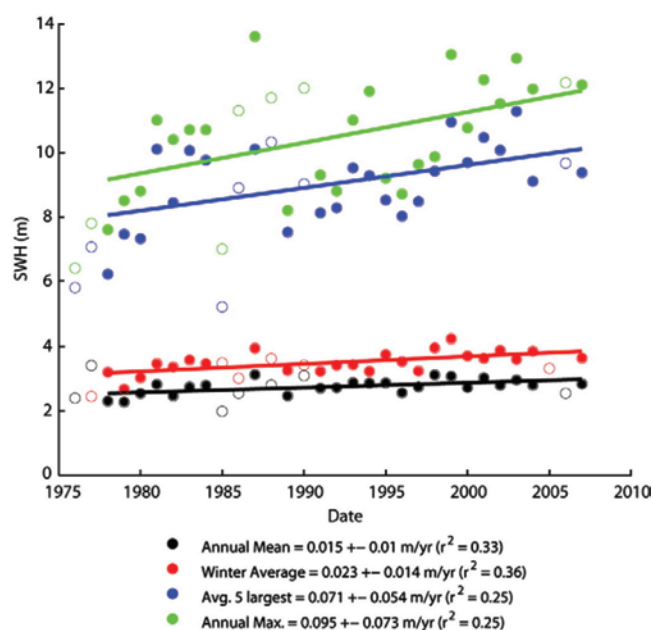 14
12
10
8
6
4
2
0
SWH (m)
1975 1980 1985 1990 1995 2000 2005 2010
Date
Annual Mean = 0.015 +− 0.01 m/yr (r² = 0.33)
Winter Average = 0.023 +− 0.014 m/yr (r² = 0.36)
Avg. 5 largest = 0.071 +− 0.054 m/yr (r² = 0.25)
Annual Max. = 0.095 +− 0.073 m/yr (r² = 0.25)